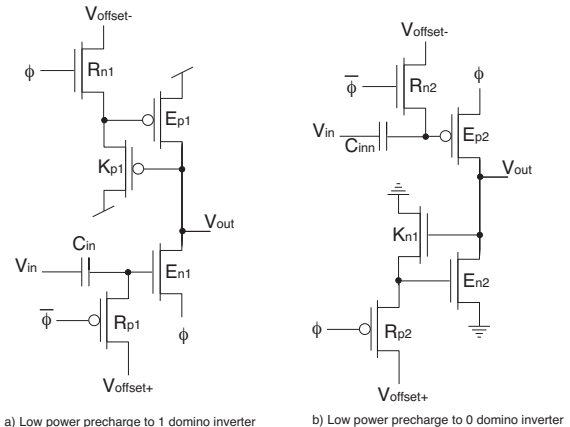 Voffset-
ϕ
Rn1
Ep1
Kp1
Vout
Cin
Vin
En1
ϕ̅
Rp1
ϕ
Voffset+
a) Low power precharge to 1 domino inverter
Voffset-
ϕ̅
Rn2
ϕ
Vin
Cinn
Ep2
Vout
Kn1
En2
ϕ
Rp2
Voffset+
b) Low power precharge to 0 domino inverter